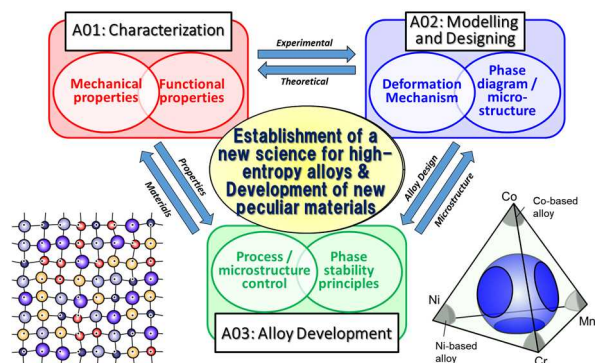 A01: Characterization
Mechanical
properties
Functional
properties
Experimental
Theoretical
A02: Modelling
and Designing
Deformation
Mechanism
Phase
diagram /
micro-
structure
Establishment of a
new science for high-
entropy alloys &
Development of new
peculiar materials
Properties
Materials
Alloy Design
Microstructure
Process /
microstructure
control
Phase
stability
principles
A03: Alloy Development
Co
Co-based
alloy
Ni
Mn
Ni-based
alloy
Cr